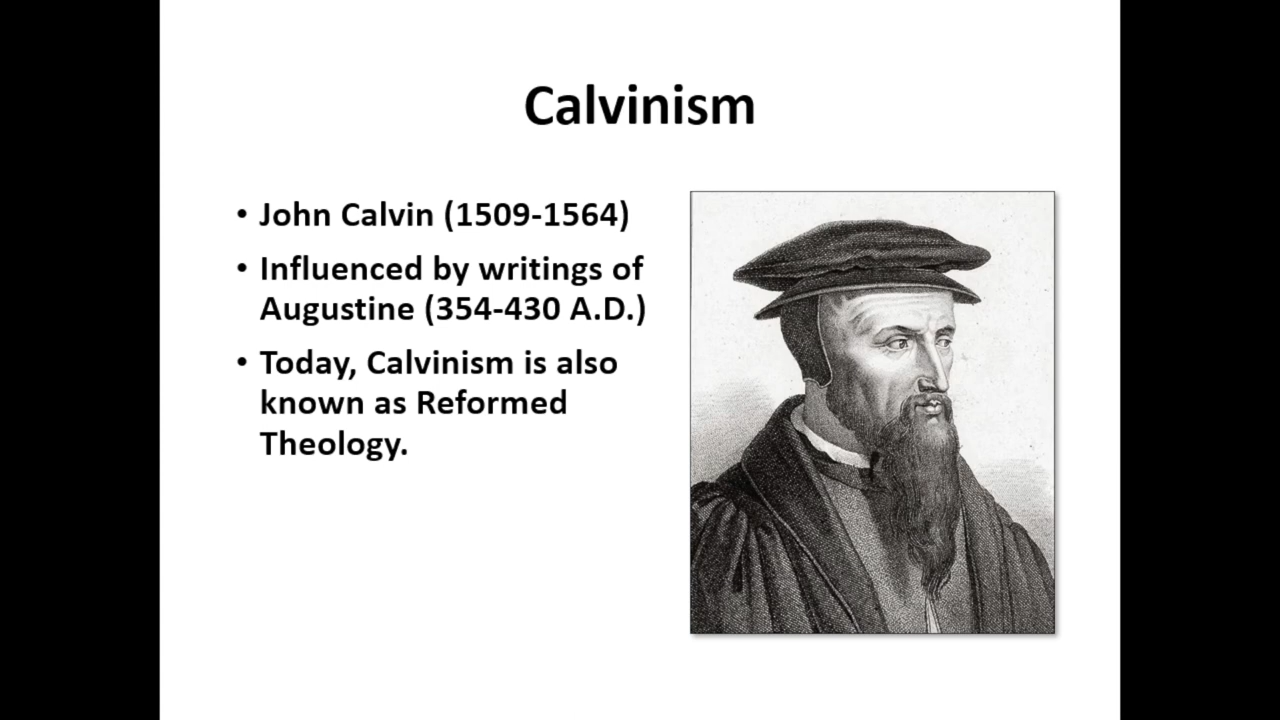 Calvinism
• John Calvin (1509-1564)
• Influenced by writings of
Augustine (354-430 A.D.)
• Today, Calvinism is also
known as Reformed
Theology.